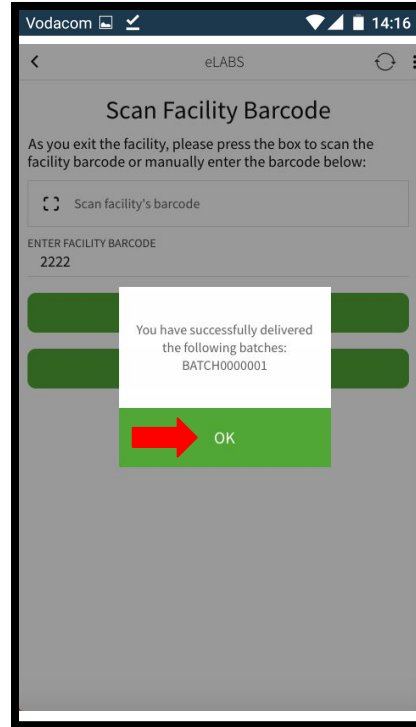 Vodacom 14:16
eLABS
Scan Facility Barcode
As you exit the facility, please press the box to scan the
facility barcode or manually enter the barcode below:
Scan facility's barcode
ENTER FACILITY BARCODE
2222
You have successfully delivered
the following batches:
BATCH0000001
OK